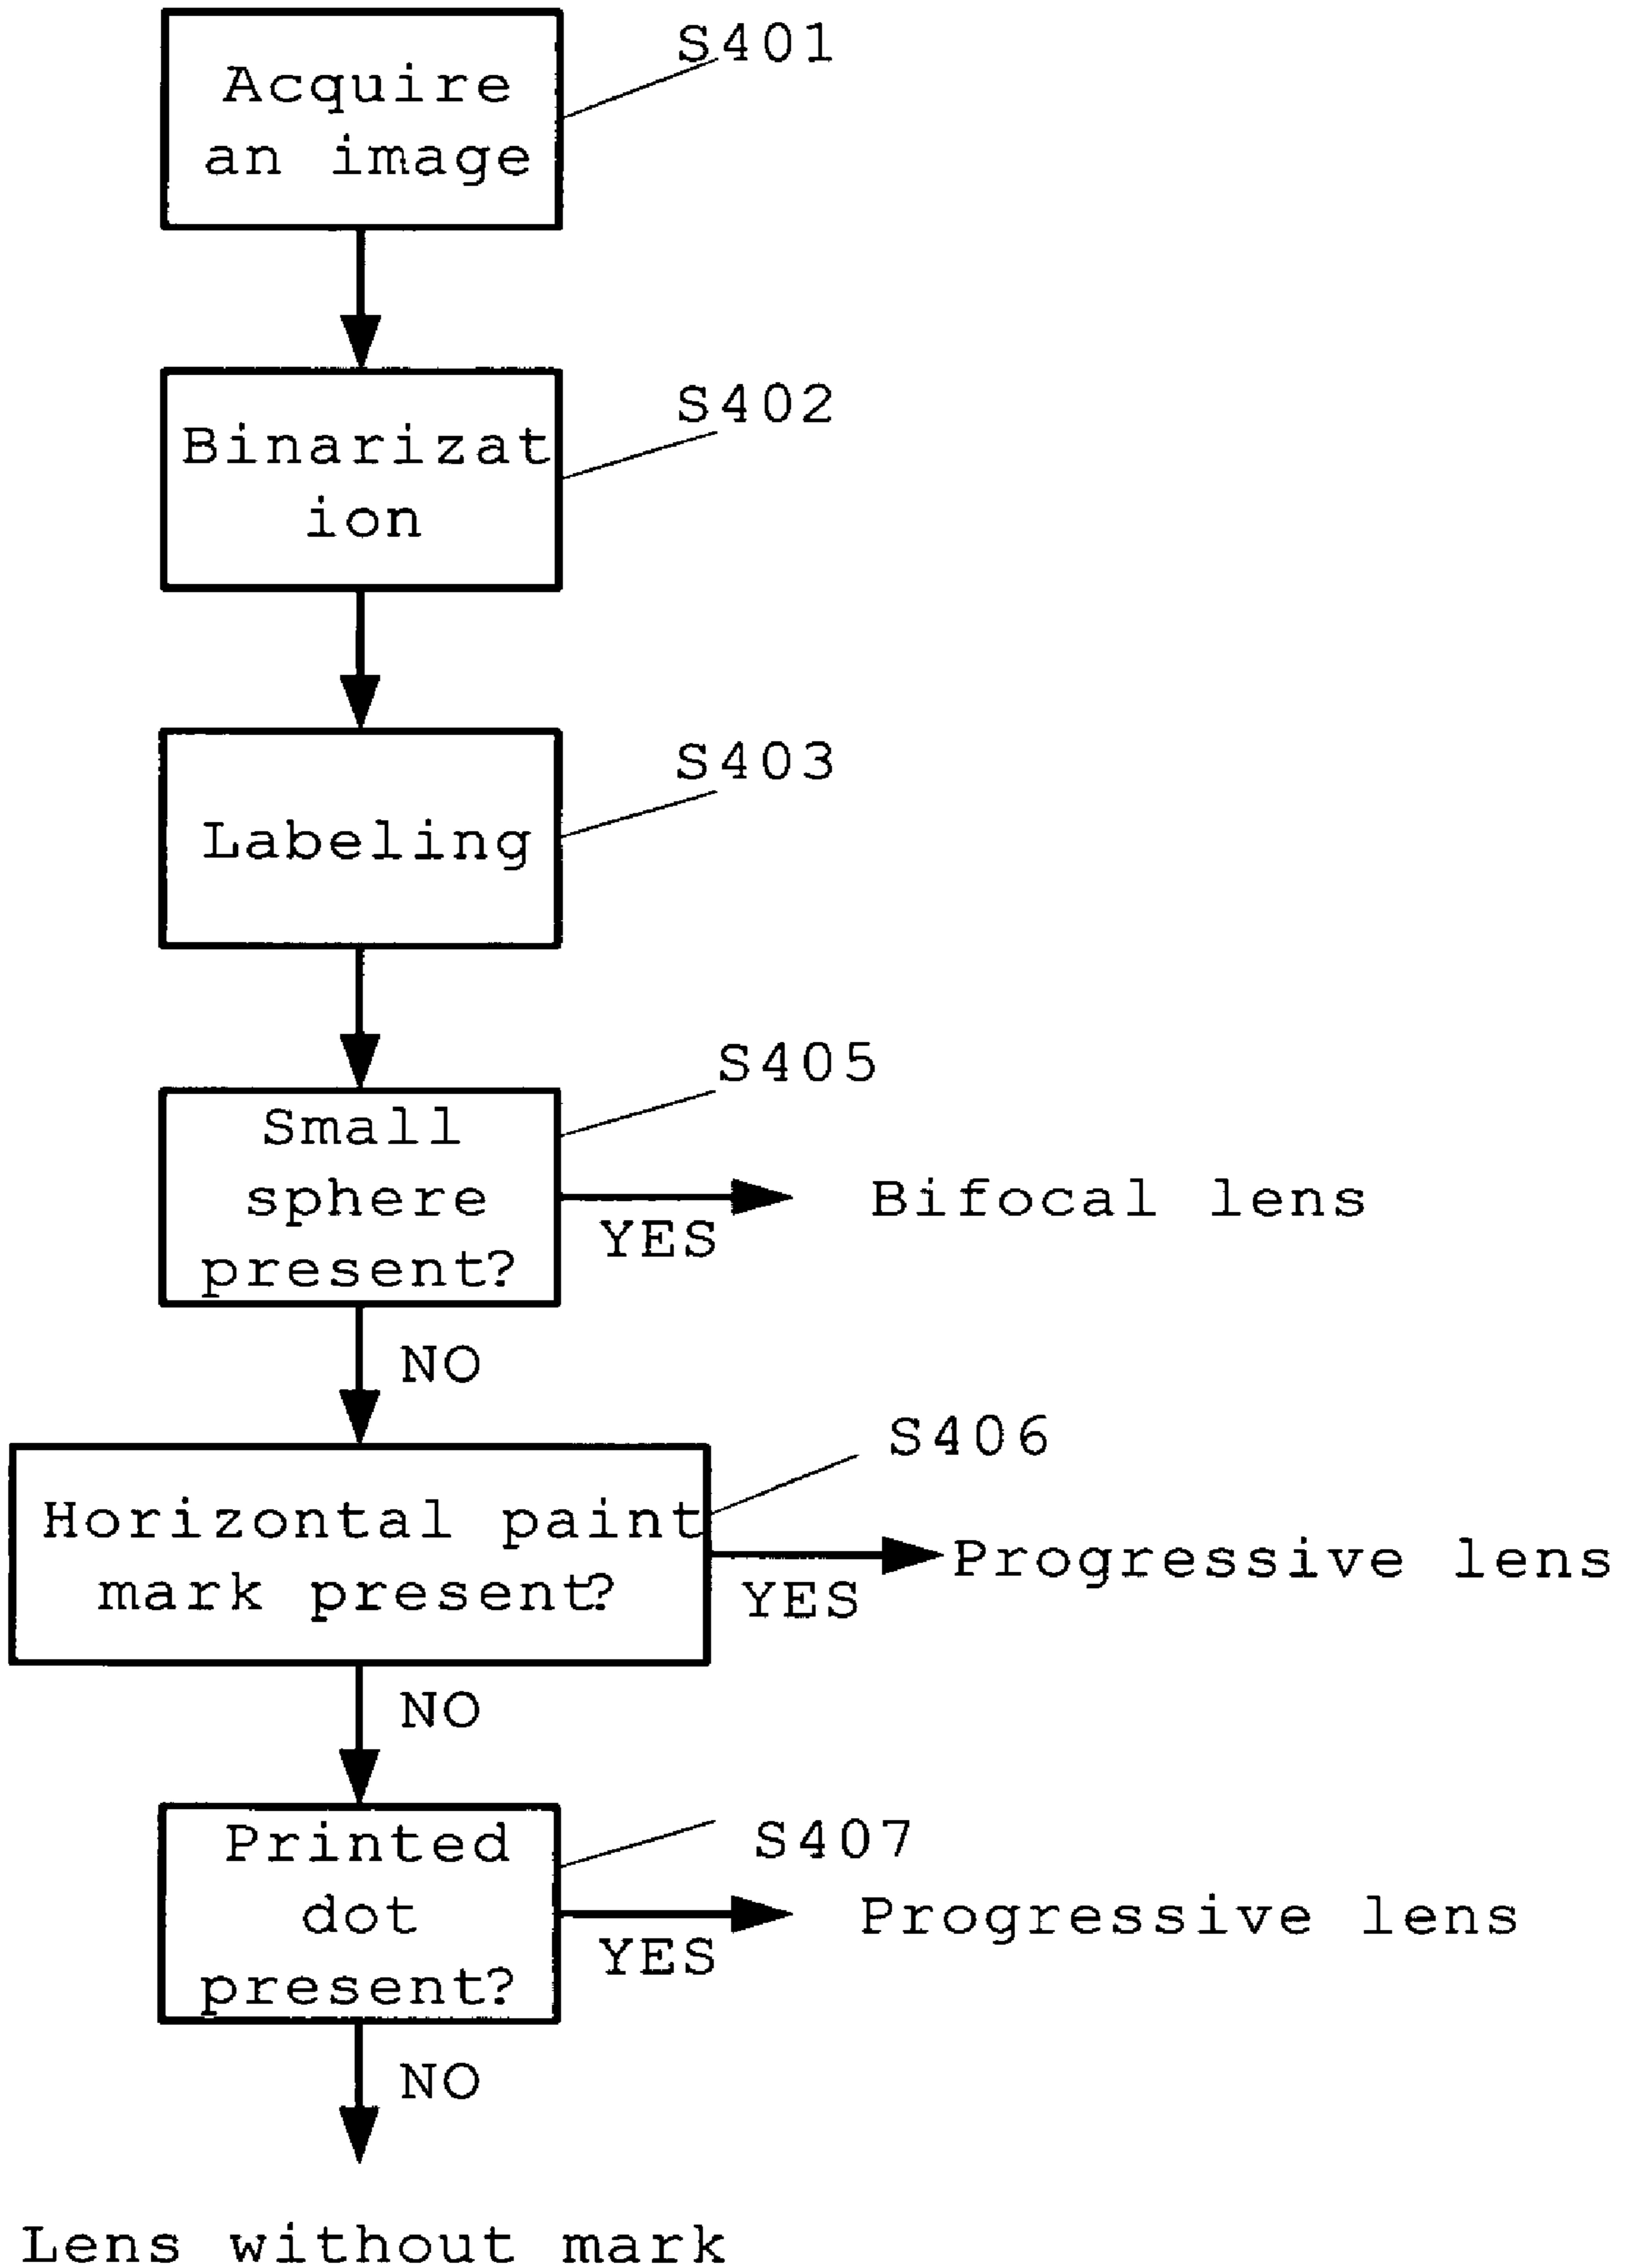 S401
Acquire
an image
S402
Binarizat
ion
S403
Labeling
S405
Small
sphere
present?
YES
Bifocal lens
NO
S406
Horizontal paint
mark present?
YES
Progressive lens
NO
S407
Printed
dot
present?
YES
Progressive lens
NO
Lens without mark